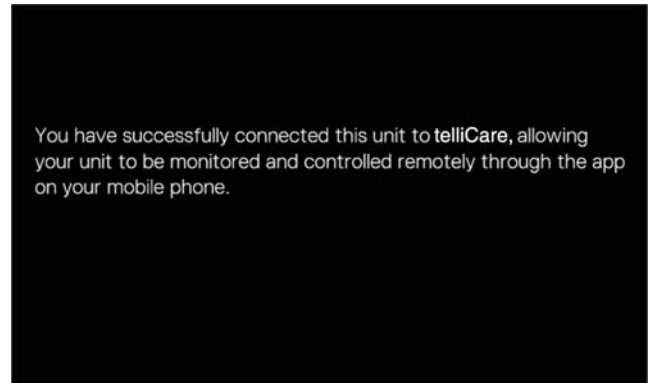 You have successfully connected this unit to telliCare, allowing
your unit to be monitored and controlled remotely through the app
on your mobile phone.